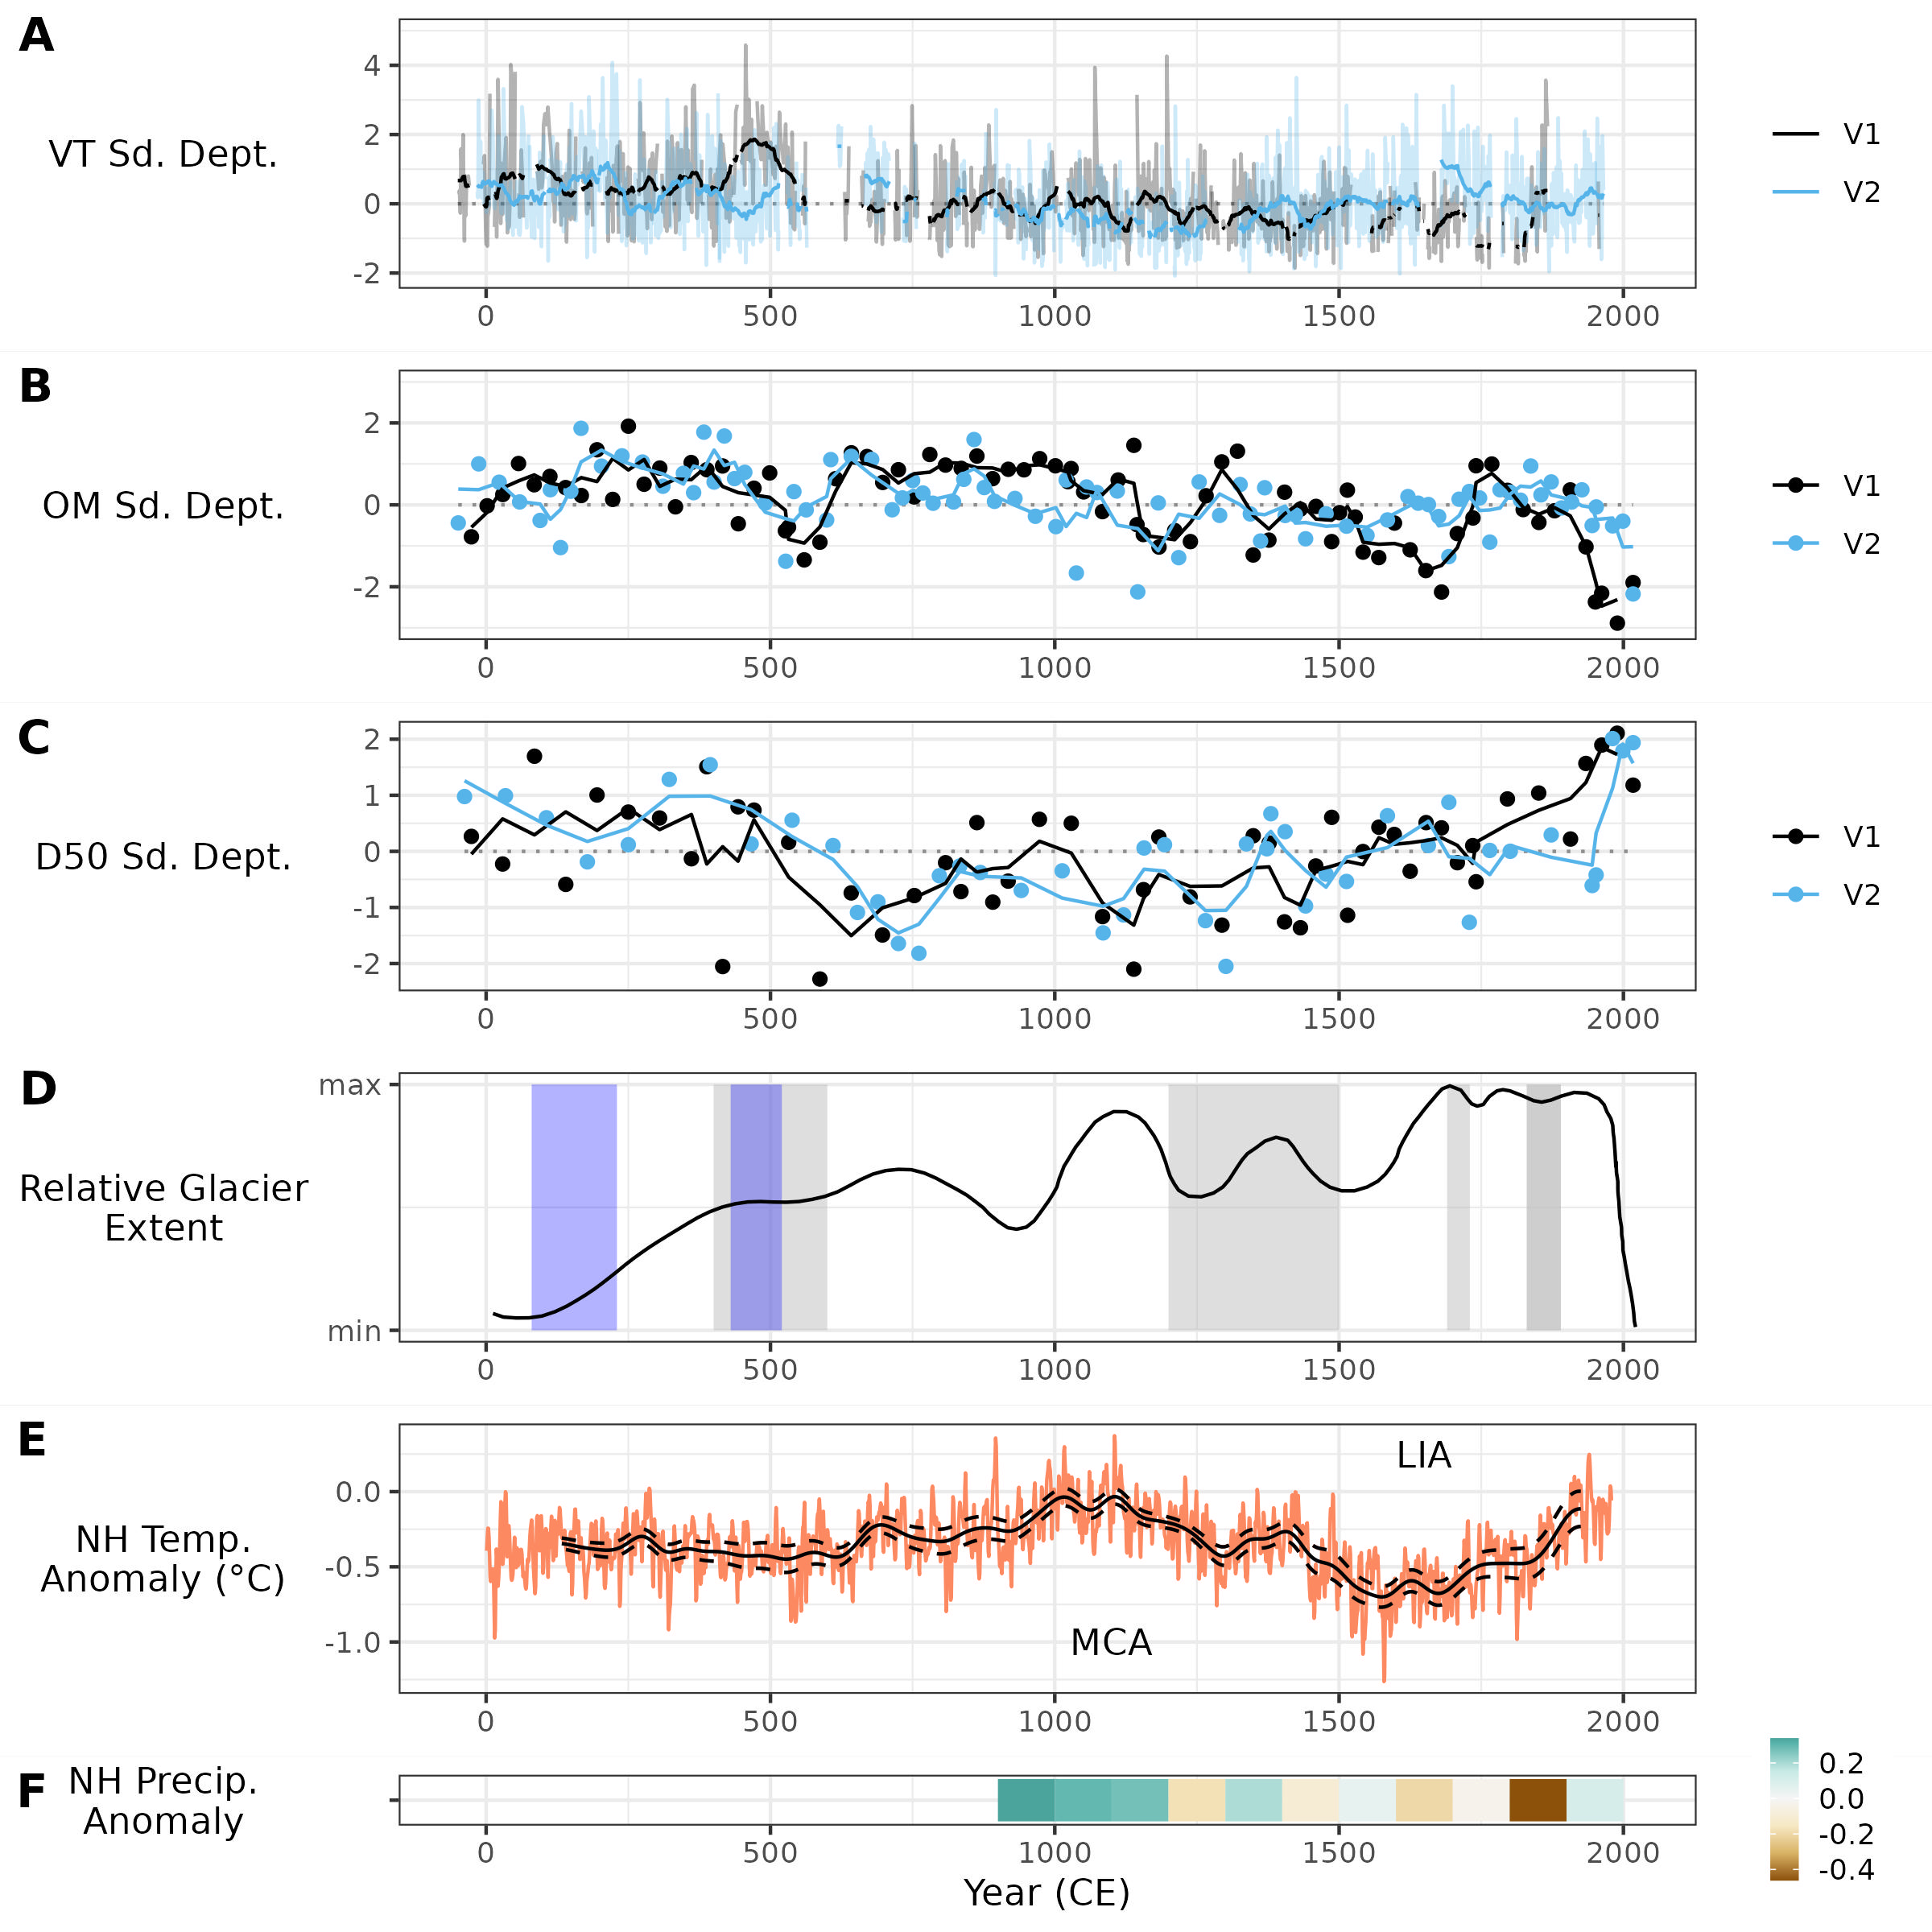 A
VT Sd. Dept.
4
2
0
-2
0 500 1000 1500 2000
V1
V2
B
OM Sd. Dept.
2
0
-2
0 500 1000 1500 2000
V1
V2
C
D50 Sd. Dept.
2
1
0
-1
-2
0 500 1000 1500 2000
V1
V2
D
Relative Glacier
Extent
max
min
0 500 1000 1500 2000
E
NH Temp.
Anomaly (°C)
0.0
-0.5
-1.0
LIA
MCA
0 500 1000 1500 2000
F
NH Precip.
Anomaly
0 500 1000 1500 2000
Year (CE)
0.2
0.0
-0.2
-0.4